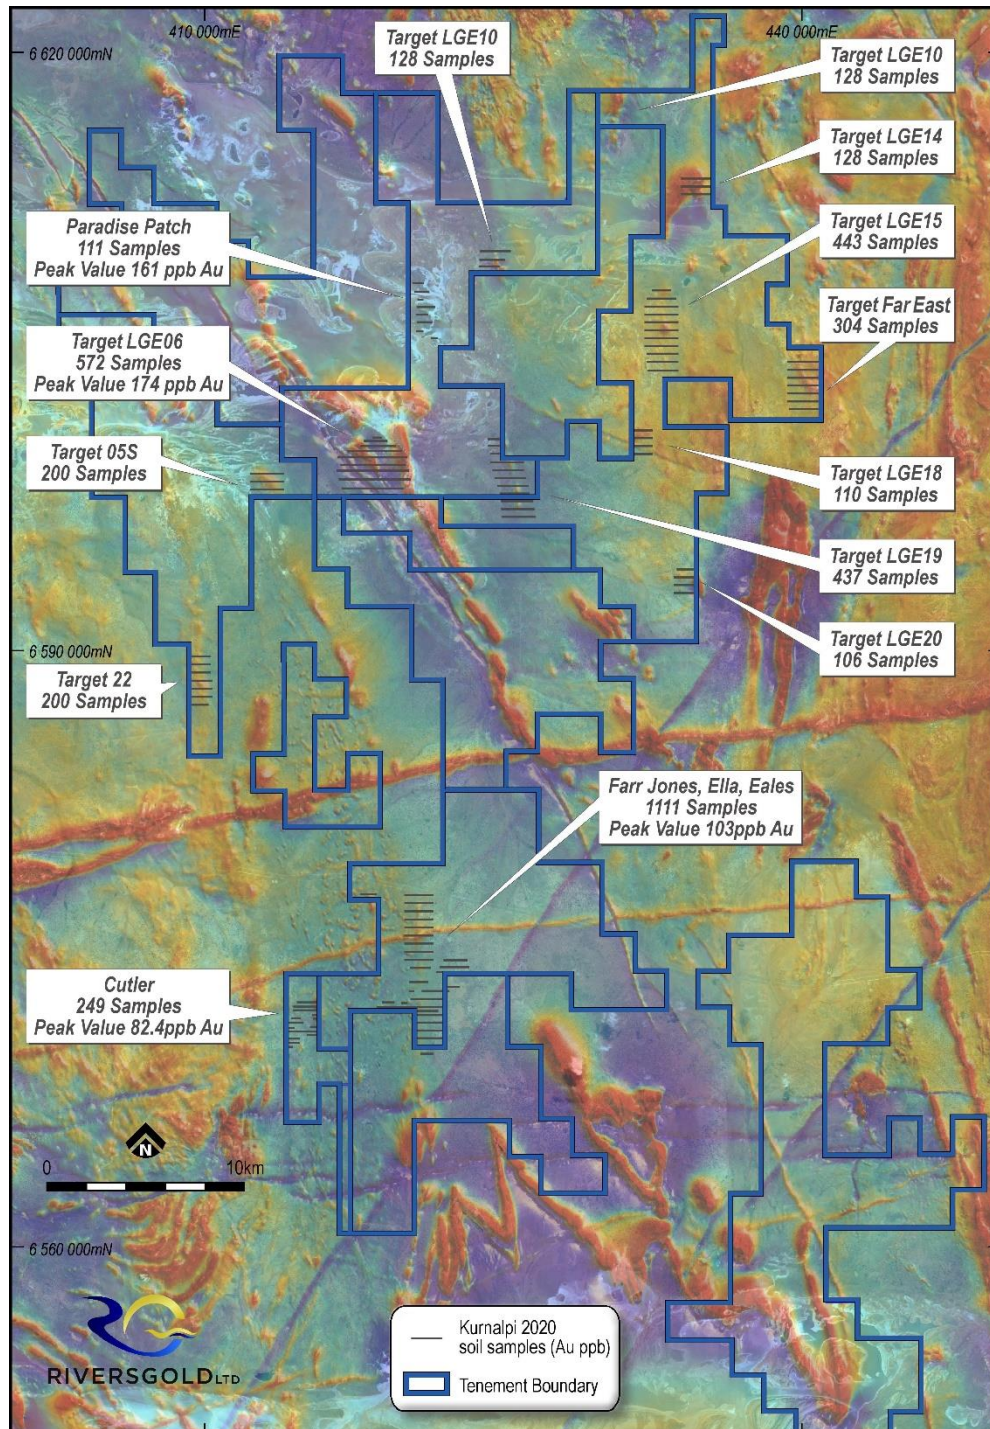 410 000mE
440 000mE
6 620 000mN
Target LGE10
128 Samples
Target LGE10
128 Samples
Target LGE14
128 Samples
Paradise Patch
111 Samples
Peak Value 161 ppb Au
Target LGE15
443 Samples
Target Far East
304 Samples
Target LGE06
572 Samples
Peak Value 174 ppb Au
Target 05S
200 Samples
Target LGE18
110 Samples
Target LGE19
437 Samples
Target LGE20
106 Samples
6 590 000mN
Target 22
200 Samples
Farr Jones, Ella, Eales
1111 Samples
Peak Value 103ppb Au
Cutler
249 Samples
Peak Value 82.4ppb Au
N
0 10km
6 560 000mN
RIVERSGOLD LTD
Kurnalpi 2020
soil samples (Au ppb)
Tenement Boundary